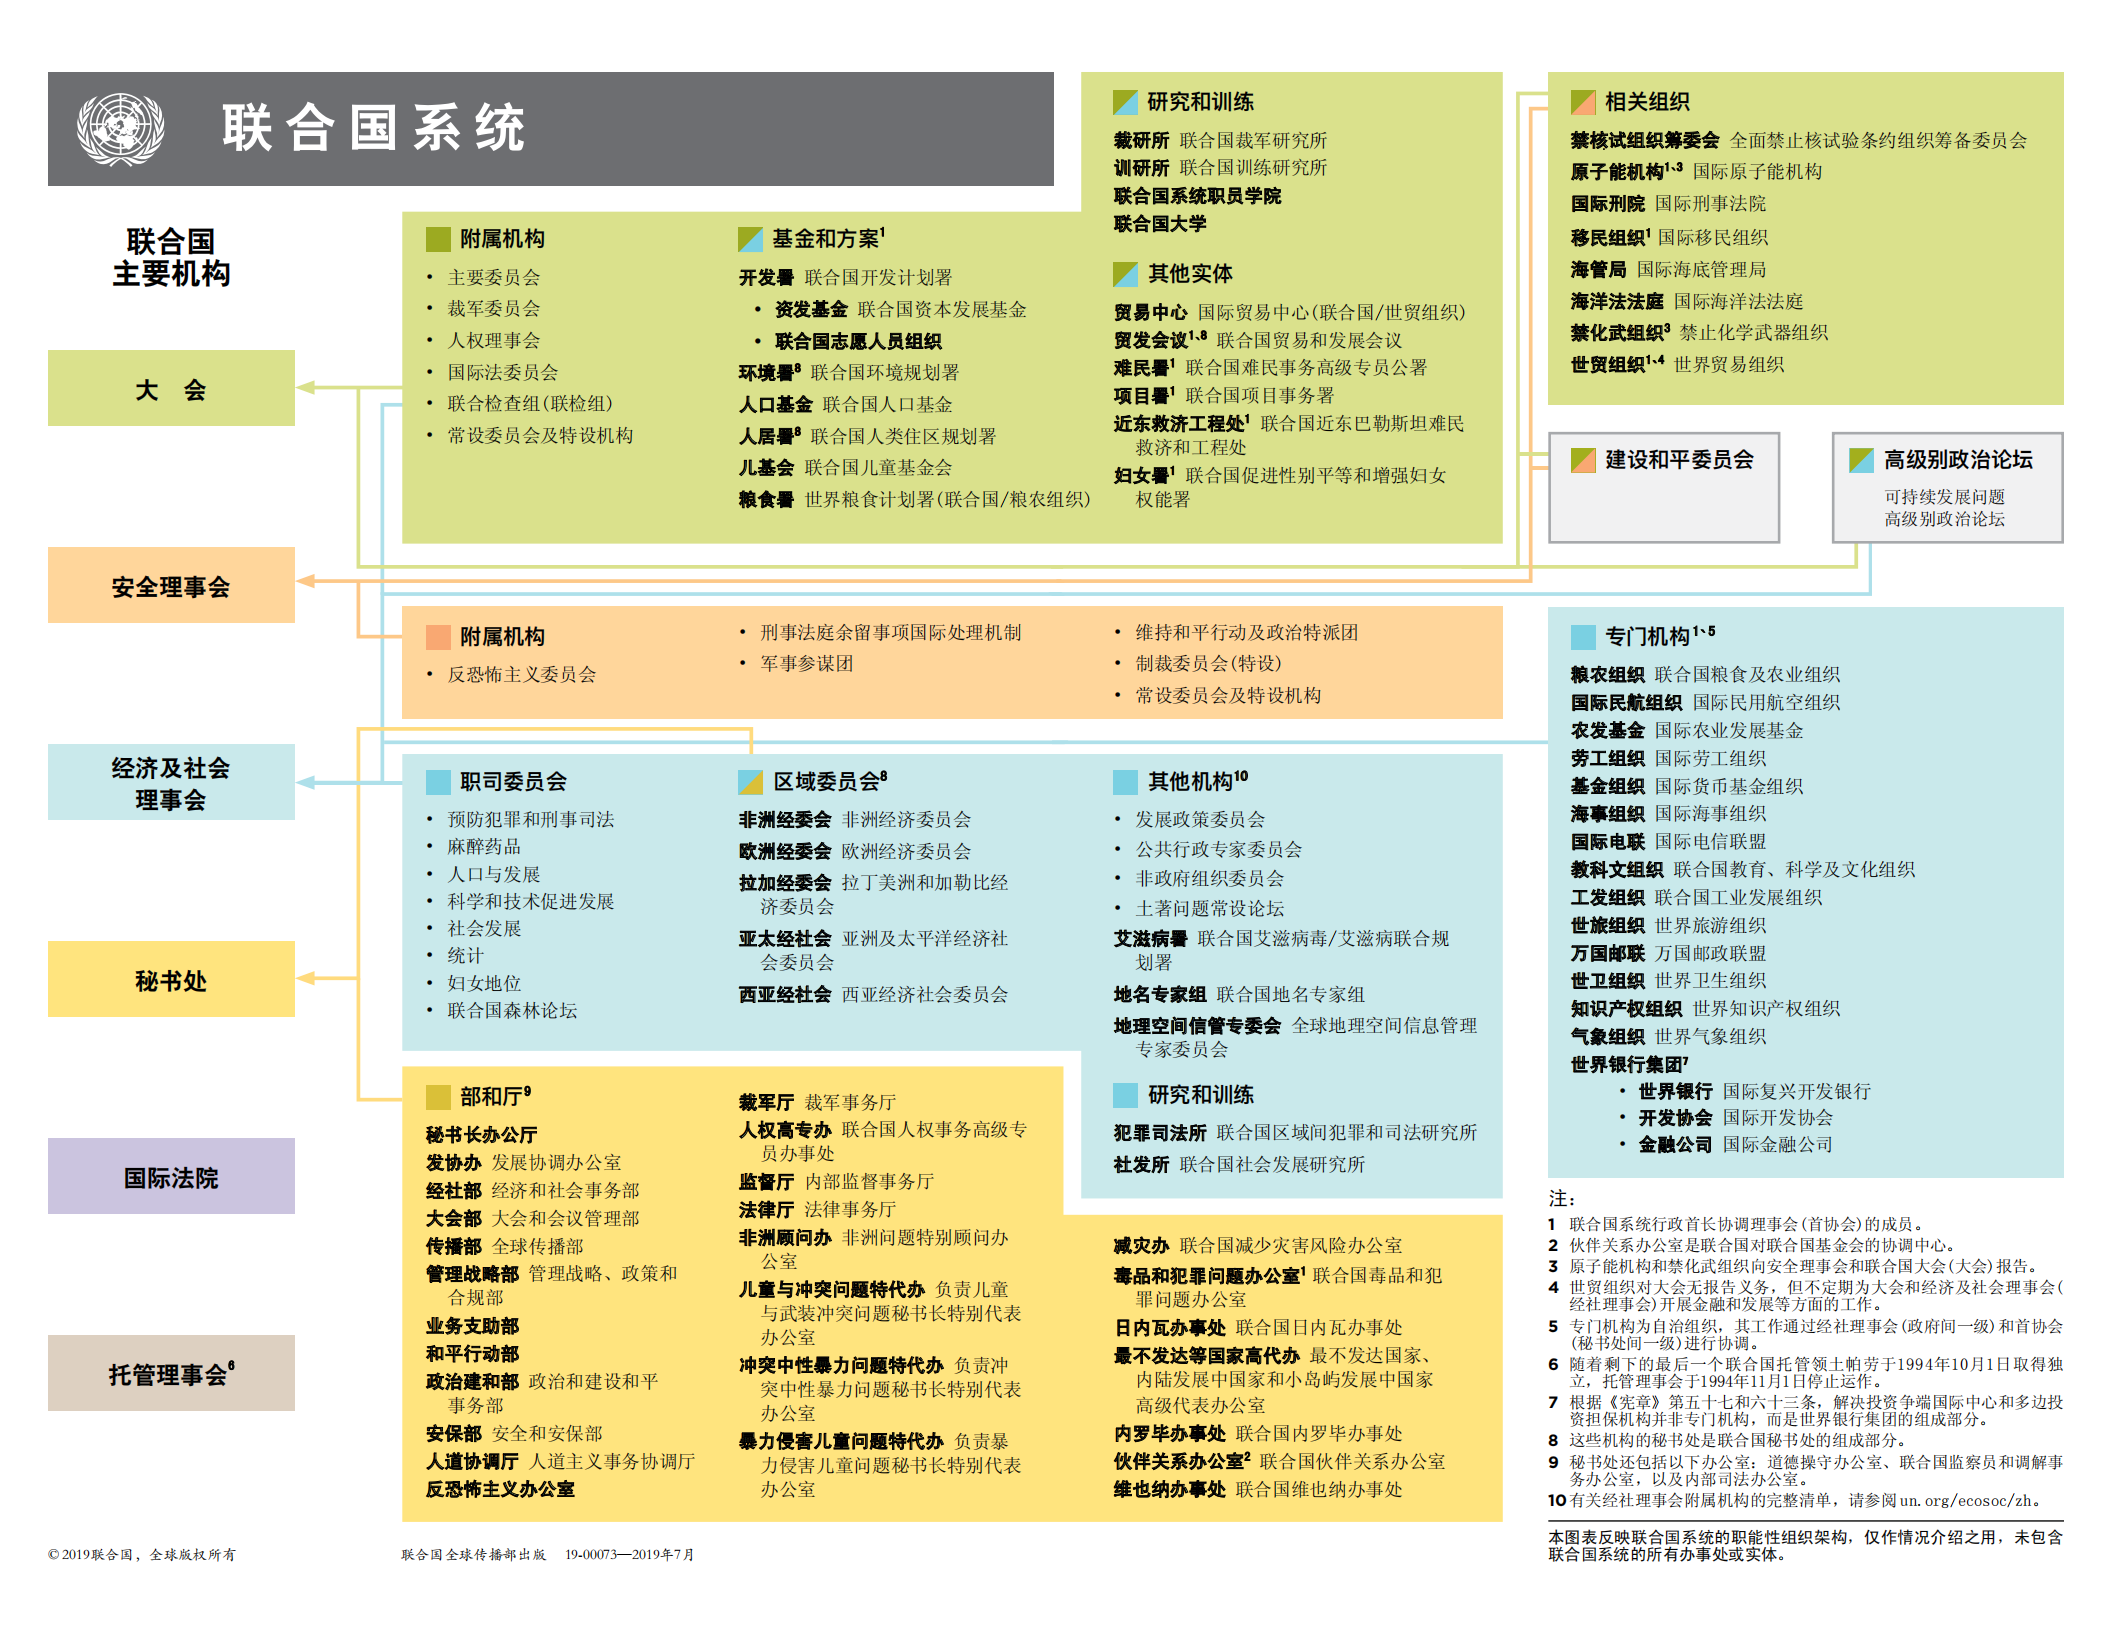 联合国系统
联合国
主要机构
大 会
安全理事会
经济及社会
理事会
秘书处
国际法院
托管理事会6
附属机构
• 主要委员会
• 裁军委员会
• 人权理事会
• 国际法委员会
• 联合检查组(联检组)
• 常设委员会及特设机构
基金和方案1
开发署 联合国开发计划署
• 资发基金 联合国资本发展基金
• 联合国志愿人员组织
环境署8 联合国环境规划署
人口基金 联合国人口基金
人居署8 联合国人类住区规划署
儿基会 联合国儿童基金会
粮食署 世界粮食计划署(联合国/粮农组织)
研究和训练
裁研所 联合国裁军研究所
训研所 联合国训练研究所
联合国系统职员学院
联合国大学
其他实体
贸易中心 国际贸易中心(联合国/世贸组织)
贸发会议1、8 联合国贸易和发展会议
难民署1 联合国难民事务高级专员公署
项目署1 联合国项目事务署
近东救济工程处1 联合国近东巴勒斯坦难民
救济和工程处
妇女署1 联合国促进性别平等和增强妇女
权能署
相关组织
禁核试组织筹委会 全面禁止核试验条约组织筹备委员会
原子能机构1、3 国际原子能机构
国际刑院 国际刑事法院
移民组织1 国际移民组织
海管局 国际海底管理局
海洋法法庭 国际海洋法法庭
禁化武组织3 禁止化学武器组织
世贸组织1、4 世界贸易组织
建设和平委员会
高级别政治论坛
可持续发展问题
高级别政治论坛
附属机构
• 反恐怖主义委员会
• 刑事法庭余留事项国际处理机制
• 军事参谋团
• 维持和平行动及政治特派团
• 制裁委员会(特设)
• 常设委员会及特设机构
职司委员会
• 预防犯罪和刑事司法
• 麻醉药品
• 人口与发展
• 科学和技术促进发展
• 社会发展
• 统计
• 妇女地位
• 联合国森林论坛
区域委员会8
非洲经委会 非洲经济委员会
欧洲经委会 欧洲经济委员会
拉加经委会 拉丁美洲和加勒比经
济委员会
亚太经社会 亚洲及太平洋经济社
会委员会
西亚经社会 西亚经济社会委员会
其他机构10
• 发展政策委员会
• 公共行政专家委员会
• 非政府组织委员会
• 土著问题常设论坛
艾滋病署 联合国艾滋病毒/艾滋病联合规
划署
地名专家组 联合国地名专家组
地理空间信管专委会 全球地理空间信息管理
专家委员会
研究和训练
犯罪司法所 联合国区域间犯罪和司法研究所
社发所 联合国社会发展研究所
专门机构1、5
粮农组织 联合国粮食及农业组织
国际民航组织 国际民用航空组织
农发基金 国际农业发展基金
劳工组织 国际劳工组织
基金组织 国际货币基金组织
海事组织 国际海事组织
国际电联 国际电信联盟
教科文组织 联合国教育、科学及文化组织
工发组织 联合国工业发展组织
世旅组织 世界旅游组织
万国邮联 万国邮政联盟
世卫组织 世界卫生组织
知识产权组织 世界知识产权组织
气象组织 世界气象组织
世界银行集团7
• 世界银行 国际复兴开发银行
• 开发协会 国际开发协会
• 金融公司 国际金融公司
部和厅9
秘书长办公厅
发协办 发展协调办公室
经社部 经济和社会事务部
大会部 大会和会议管理部
传播部 全球传播部
管理战略部 管理战略、政策和
合规部
业务支助部
和平行动部
政治建和部 政治和建设和平
事务部
安保部 安全和安保部
人道协调厅 人道主义事务协调厅
反恐怖主义办公室
裁军厅 裁军事务厅
人权高专办 联合国人权事务高级专
员办事处
监督厅 内部监督事务厅
法律厅 法律事务厅
非洲顾问办 非洲问题特别顾问办
公室
儿童与冲突问题特代办 负责儿童
与武装冲突问题秘书长特别代表
办公室
冲突中性暴力问题特代办 负责冲
突中性暴力问题秘书长特别代表
办公室
暴力侵害儿童问题特代办 负责暴
力侵害儿童问题秘书长特别代表
办公室
减灾办 联合国减少灾害风险办公室
毒品和犯罪问题办公室1 联合国毒品和犯
罪问题办公室
日内瓦办事处 联合国日内瓦办事处
最不发达等国家高代办 最不发达国家、
内陆发展中国家和小岛屿发展中国家
高级代表办公室
内罗毕办事处 联合国内罗毕办事处
伙伴关系办公室2 联合国伙伴关系办公室
维也纳办事处 联合国维也纳办事处
注：
1 联合国系统行政首长协调理事会(首协会)的成员。
2 伙伴关系办公室是联合国对联合国基金会的协调中心。
3 原子能机构和禁化武组织向安全理事会和联合国大会(大会)报告。
4 世贸组织对大会无报告义务，但不定期为大会和经济及社会理事会(
经社理事会)开展金融和发展等方面的工作。
5 专门机构为自治组织，其工作通过经社理事会(政府间一级)和首协会
(秘书处间一级)进行协调。
6 随着剩下的最后一个联合国托管领土帕劳于1994年10月1日取得独
立，托管理事会于1994年11月1日停止运作。
7 根据《宪章》第五十七和六十三条，解决投资争端国际中心和多边投
资担保机构并非专门机构，而是世界银行集团的组成部分。
8 这些机构的秘书处是联合国秘书处的组成部分。
9 秘书处还包括以下办公室：道德操守办公室、联合国监察员和调解事
务办公室，以及内部司法办公室。
10 有关经社理事会附属机构的完整清单，请参阅un.org/ecosoc/zh。
本图表反映联合国系统的职能性组织架构，仅作情况介绍之用，未包含
联合国系统的所有办事处或实体。
© 2019联合国，全球版权所有
联合国全球传播部出版 19-00073—2019年7月